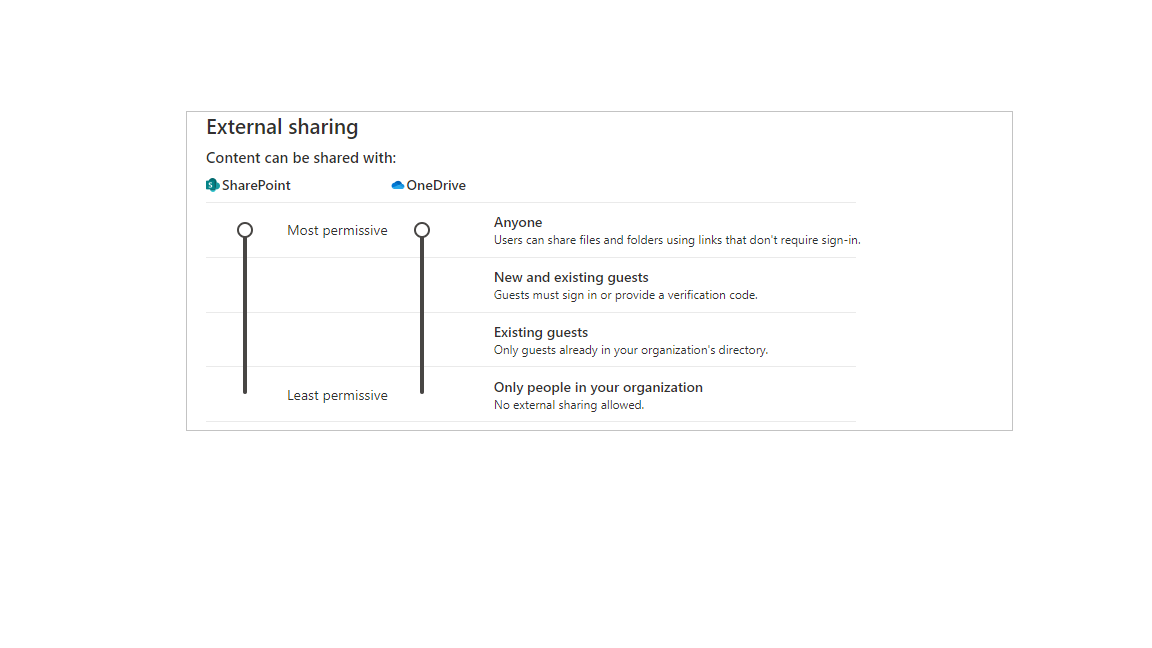 External sharing
Content can be shared with:
SharePoint
OneDrive
Most permissive
Anyone
Users can share files and folders using links that don't require sign-in.
New and existing guests
Guests must sign in or provide a verification code.
Existing guests
Only guests already in your organization's directory.
Least permissive
Only people in your organization
No external sharing allowed.